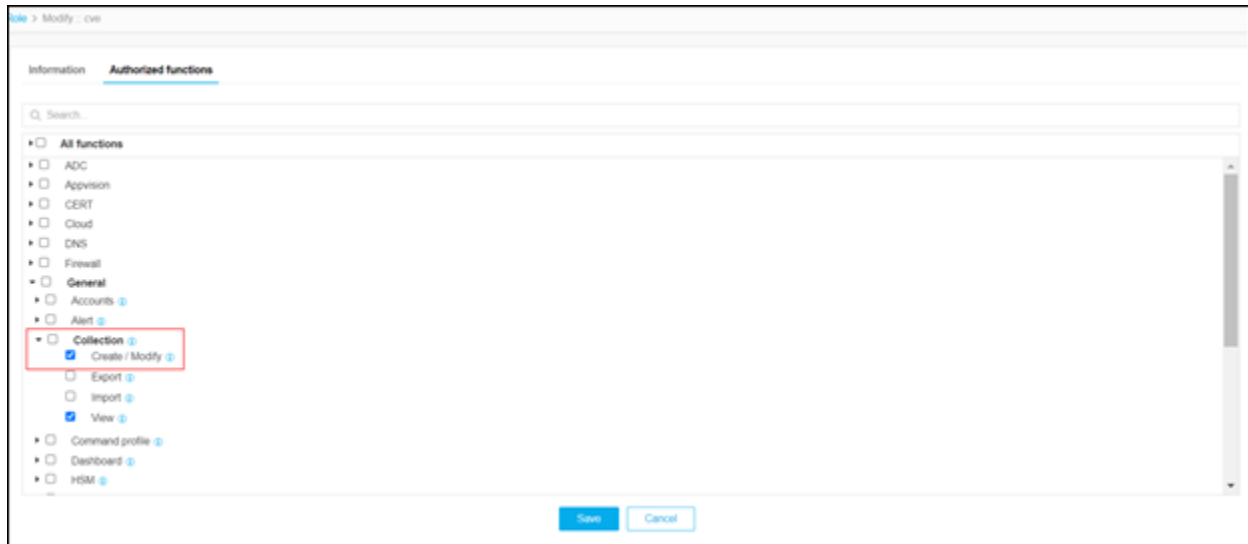 Role > Modify :: cve
Information Authorized functions
Search...
All functions
ADC
Appvision
CERT
Cloud
DNS
Firewall
General
Accounts
Alert
Collection
Create / Modify
Export
Import
View
Command profile
Dashboard
HSM
Save Cancel